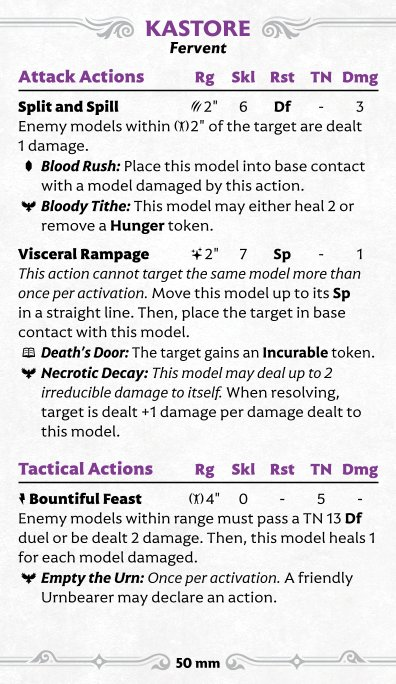 KASTORE
Fervent
Attack Actions Rg Skl Rst TN Dmg
Split and Spill 2" 6 Df - 3
Enemy models within 2" of the target are dealt
1 damage.
Blood Rush: Place this model into base contact
with a model damaged by this action.
Bloody Tithe: This model may either heal 2 or
remove a Hunger token.
Visceral Rampage 2" 7 Sp - 1
This action cannot target the same model more than
once per activation. Move this model up to its Sp
in a straight line. Then, place the target in base
contact with this model.
Death's Door: The target gains an Incurable token.
Necrotic Decay: This model may deal up to 2
irreducible damage to itself. When resolving,
target is dealt +1 damage per damage dealt to
this model.
Tactical Actions Rg Skl Rst TN Dmg
Bountiful Feast 4" 0 - 5 -
Enemy models within range must pass a TN 13 Df
duel or be dealt 2 damage. Then, this model heals 1
for each model damaged.
Empty the Urn: Once per activation. A friendly
Urnbearer may declare an action.
50 mm